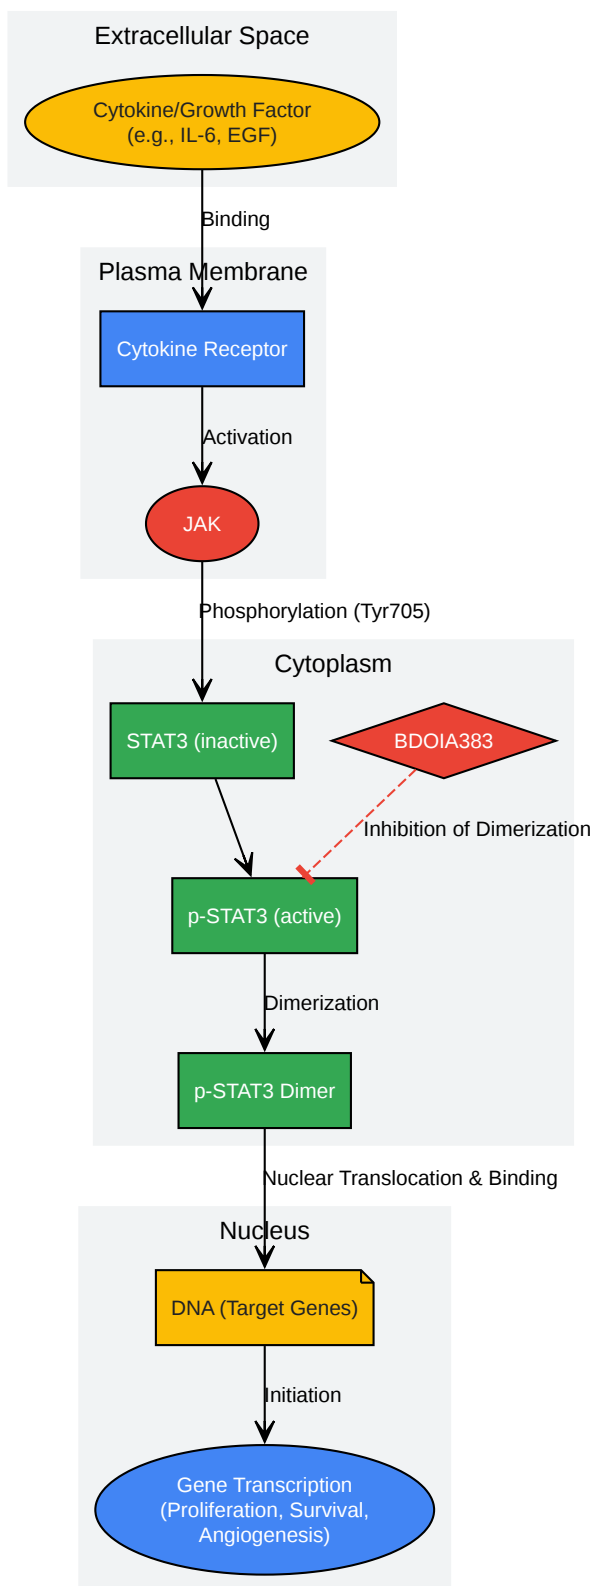 Extracellular Space
Cytokine/Growth Factor
(e.g., IL-6, EGF)
Binding
Plasma Membrane
Cytokine Receptor
Activation
JAK
Phosphorylation (Tyr705)
Cytoplasm
STAT3 (inactive)
BDOIA383
Inhibition of Dimerization
p-STAT3 (active)
Dimerization
p-STAT3 Dimer
Nuclear Translocation & Binding
Nucleus
DNA (Target Genes)
Initiation
Gene Transcription
(Proliferation, Survival,
Angiogenesis)